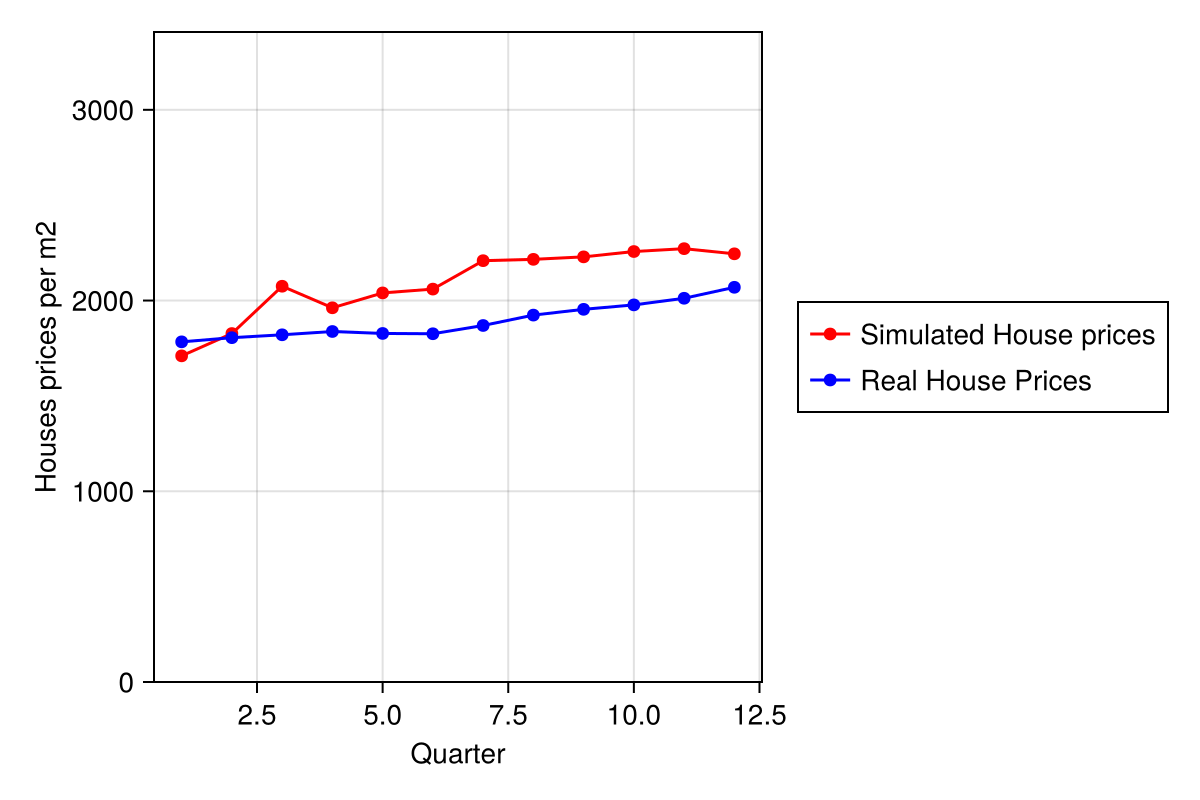 3000
2000
1000
0
Houses prices per m2
2.5 5.0 7.5 10.0 12.5
Quarter
Simulated House prices
Real House Prices